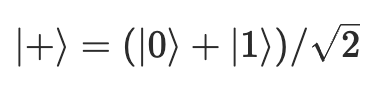 |+⟩ = (|0⟩ + |1⟩)/√2